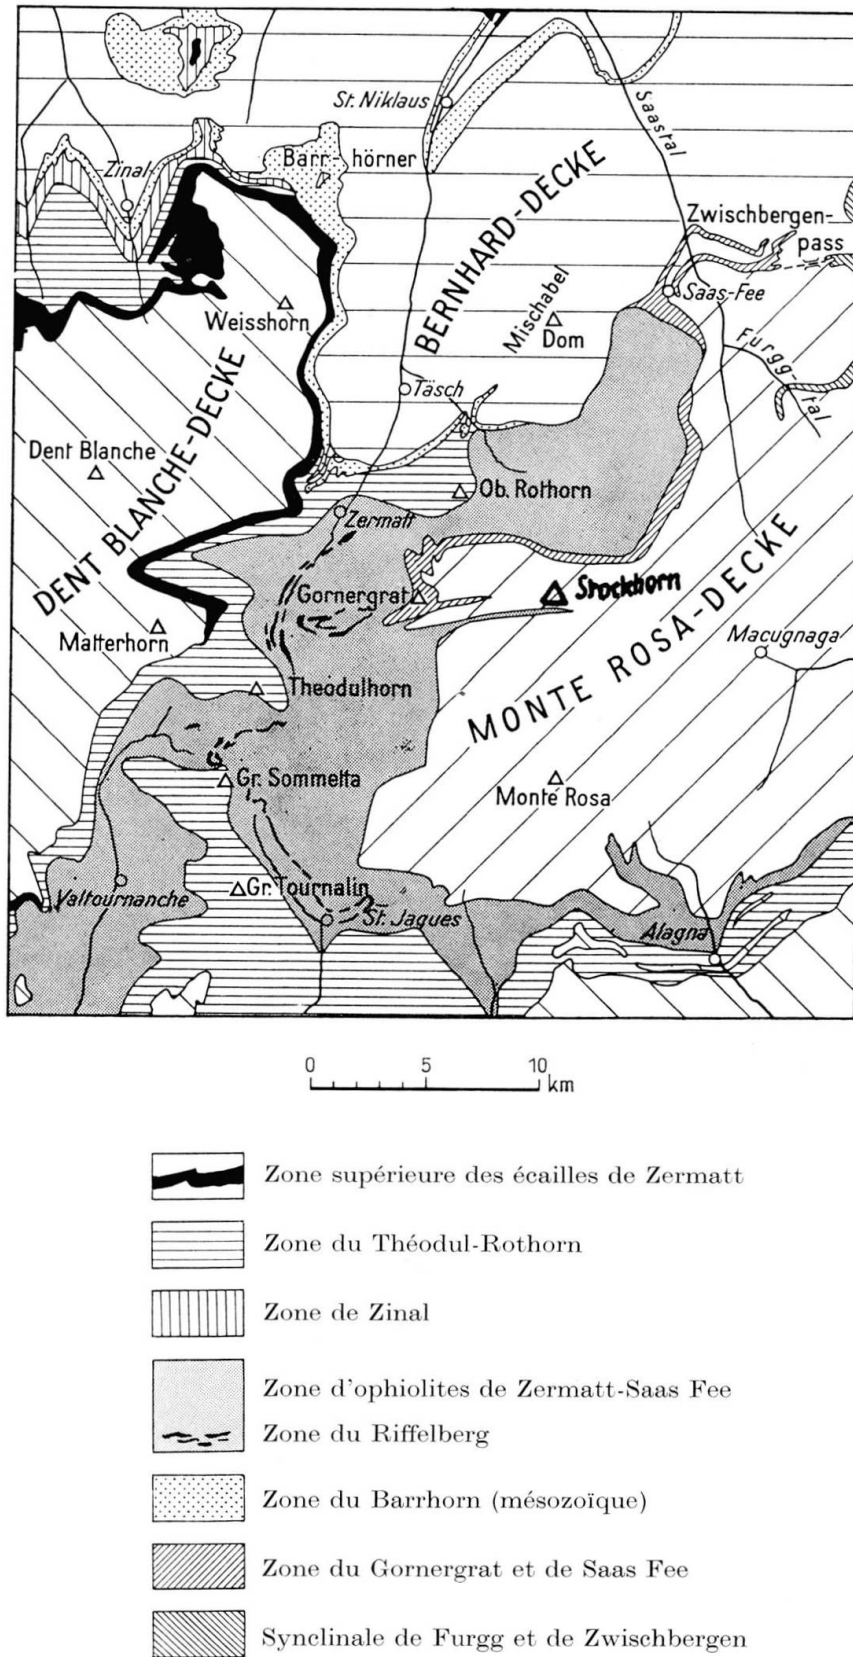 St. Niklaus
Saastal
Zinal
Barrhörner
BERNHARD-DECKE
Zwischbergen-
pass
Saas-Fee
Weisshorn
Mischabel
Dom
Furgg-tal
Täsch
DENT BLANCHE-DECKE
Dent Blanche
Ob. Rothorn
Zermatt
Gornergrat
Stockhorn
MONTE ROSA-DECKE
Matterhorn
Macugnaga
Theodulhorn
Gr. Sommetta
Monte Rosa
Valtournanche
Gr. Tournalin
St. Jaques
Alagna
0 5 10 km
Zone supérieure des écailles de Zermatt
Zone du Théodul-Rothorn
Zone de Zinal
Zone d'ophiolites de Zermatt-Saas Fee
Zone du Riffelberg
Zone du Barrhorn (mésozoïque)
Zone du Gornergrat et de Saas Fee
Synclinale de Furgg et de Zwischbergen